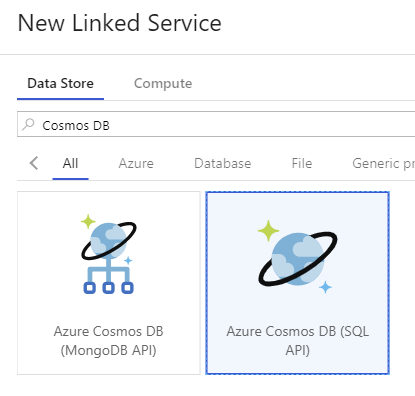 New Linked Service
Data Store Compute
Cosmos DB
All Azure Database File Generic pr
Azure Cosmos DB
(MongoDB API)
Azure Cosmos DB (SQL
API)